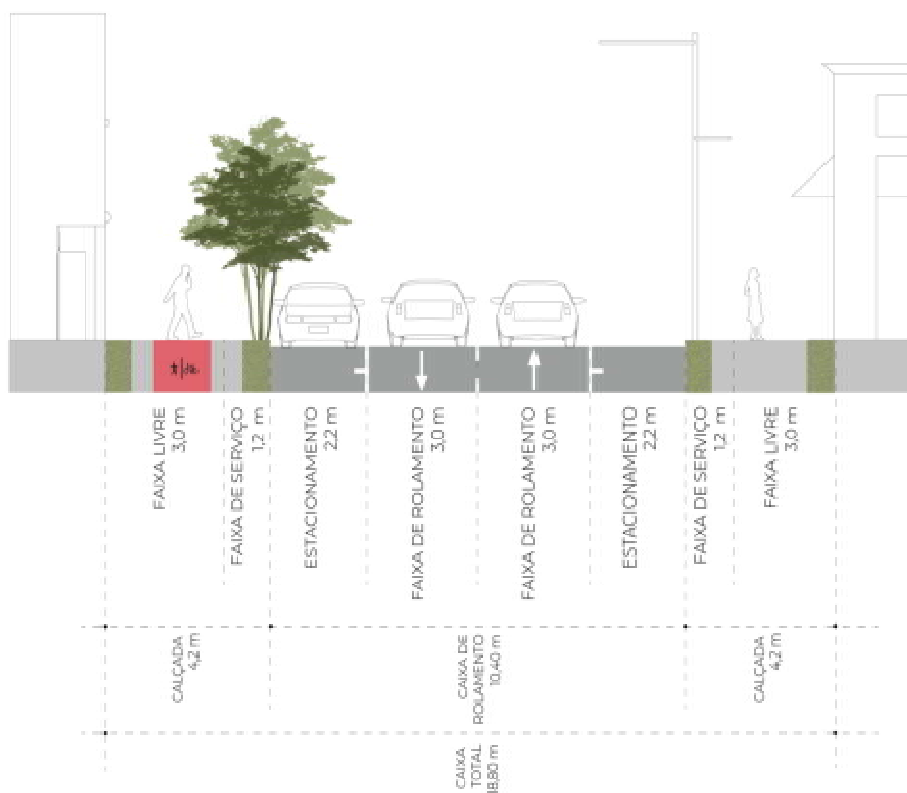 FAIXA LIVRE
3,0 m
FAIXA DE SERVIÇO
1,2 m
ESTACIONAMENTO
2,2 m
FAIXA DE ROLAMENTO
3,0 m
FAIXA DE ROLAMENTO
3,0 m
ESTACIONAMENTO
2,2 m
FAIXA DE SERVIÇO
1,2 m
FAIXA LIVRE
3,0 m
CALÇADA
4,2 m
CAIXA DE
ROLAMENTO
10,40 m
CALÇADA
4,2 m
CAIXA
TOTAL
18,80 m